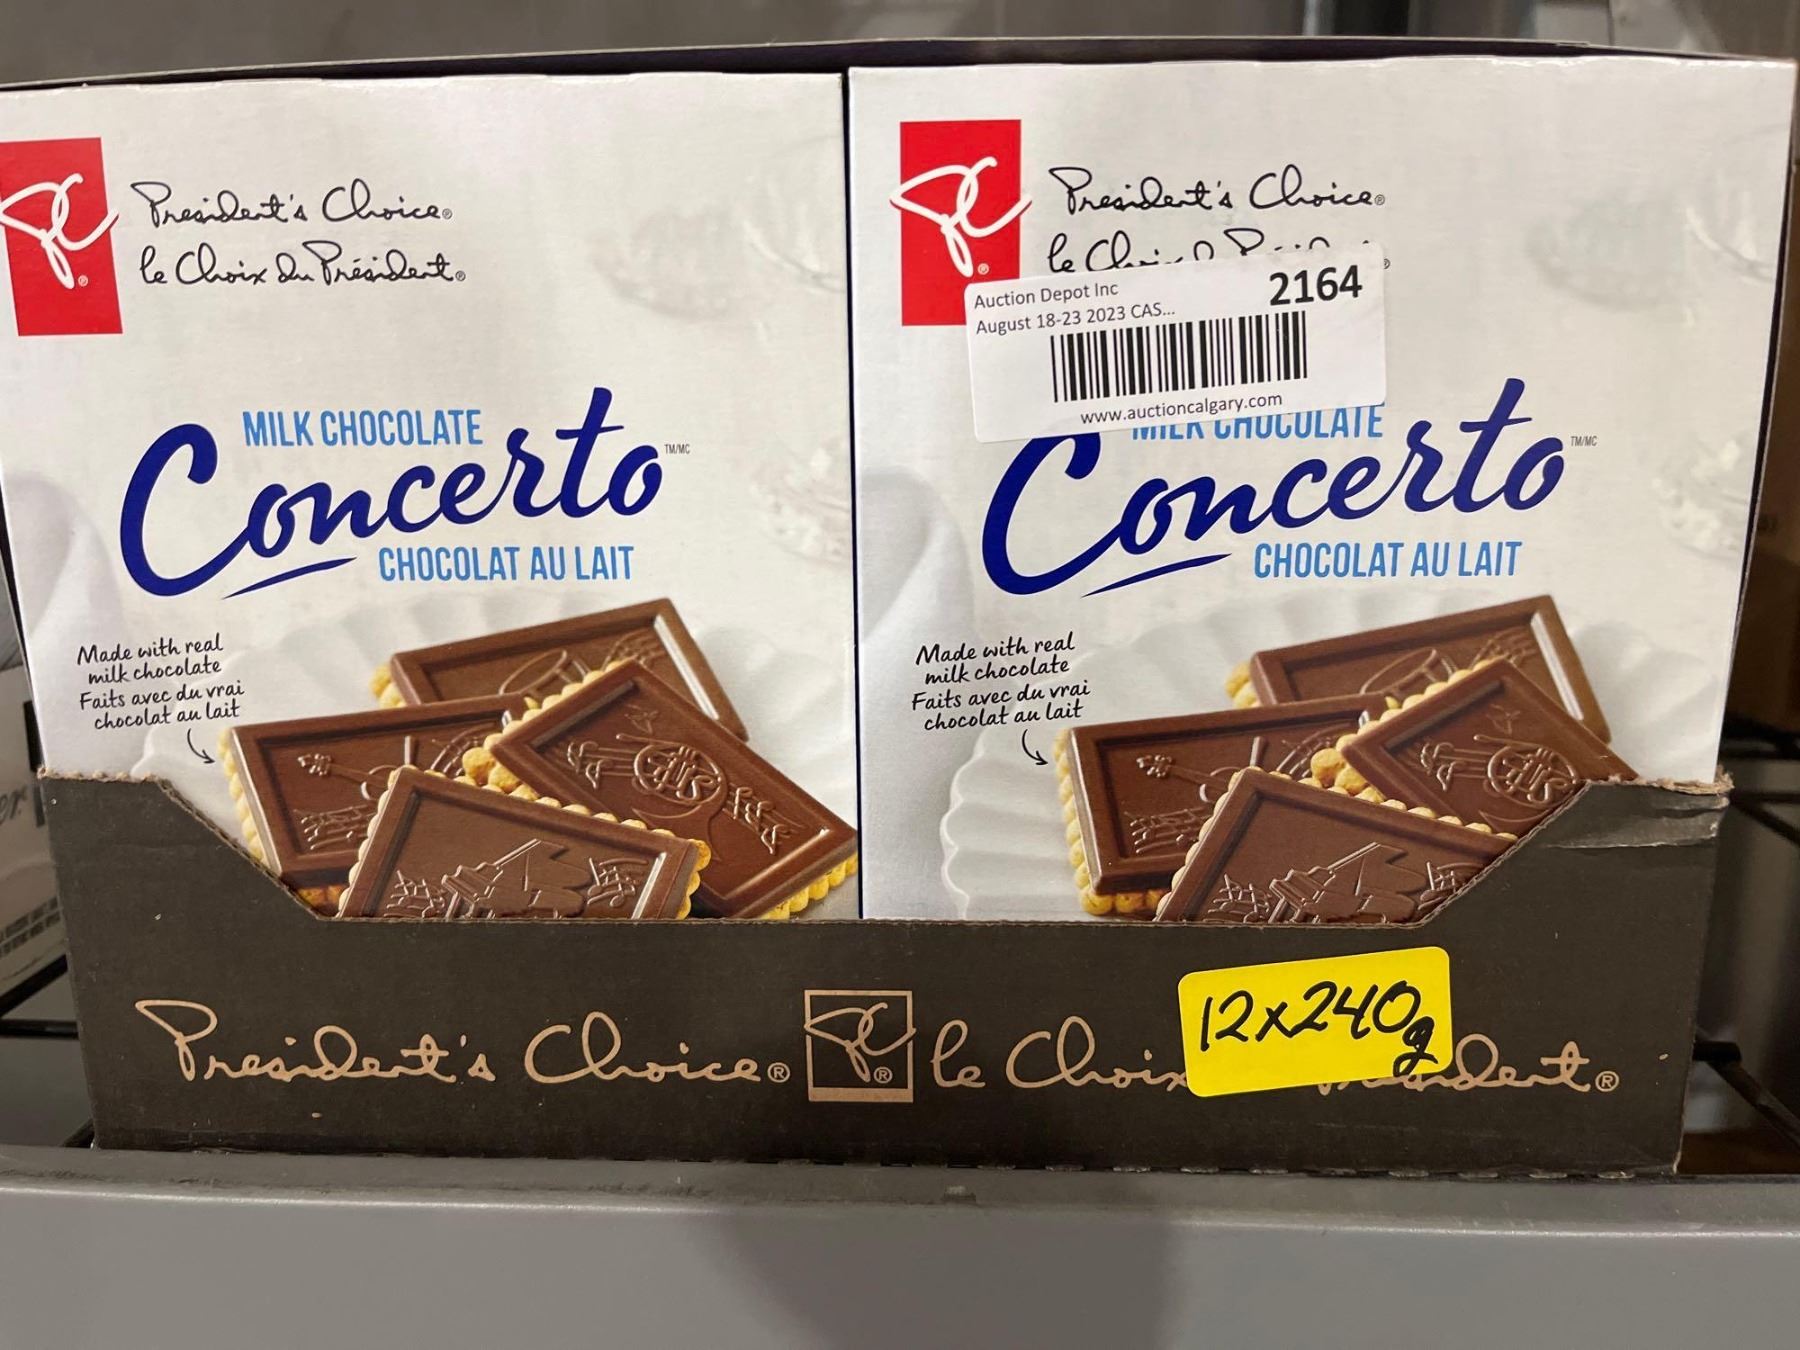 President's Choice®
le Choix du Président®
MILK CHOCOLATE
Concerto TM/MC
CHOCOLAT AU LAIT
Made with real
milk chocolate
Faits avec du vrai
chocolat au lait
President's Choice®
le Choix
Auction Depot Inc
2164
August 18-23 2023 CAS...
www.auctioncalgary.com
MILK CHOCOLATE
Concerto TM/MC
CHOCOLAT AU LAIT
Made with real
milk chocolate
Faits avec du vrai
chocolat au lait
President's Choice® PC® le Choix Président®
12x240g